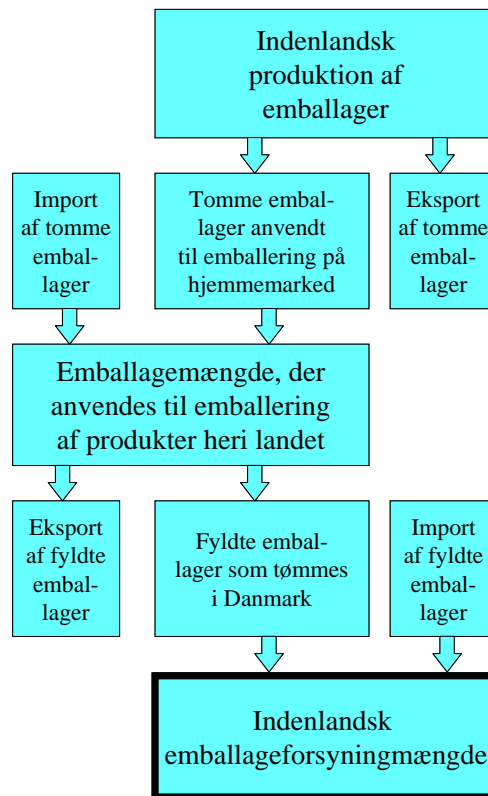 Indenlandsk
produktion af
emballager
Import
af tomme
embal-
lager
Tomme embal-
lager anvendt
til emballering på
hjemmemarked
Eksport
af tomme
embal-
lager
Emballagemængde, der
anvendes til emballering
af produkter heri landet
Eksport
af fyldte
embal-
lager
Fyldte embal-
lager som tømmes
i Danmark
Import
af fyldte
embal-
lager
Indenlandsk
emballageforsyningmængde